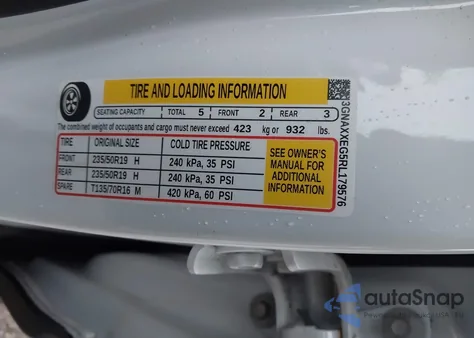 TIRE AND LOADING INFORMATION
SEATING CAPACITY TOTAL 5 FRONT 2 REAR 3
The combined weight of occupants and cargo must never exceed 423 kg or 932 lbs.
TIRE ORIGINAL SIZE COLD TIRE PRESSURE
FRONT 235/50R19 H 240 kPa, 35 PSI
REAR 235/50R19 H 240 kPa, 35 PSI
SPARE T135/70R16 M 420 kPa, 60 PSI
SEE OWNER'S
MANUAL FOR
ADDITIONAL
INFORMATION
3GNAXXEG5RL179576
autaSnap